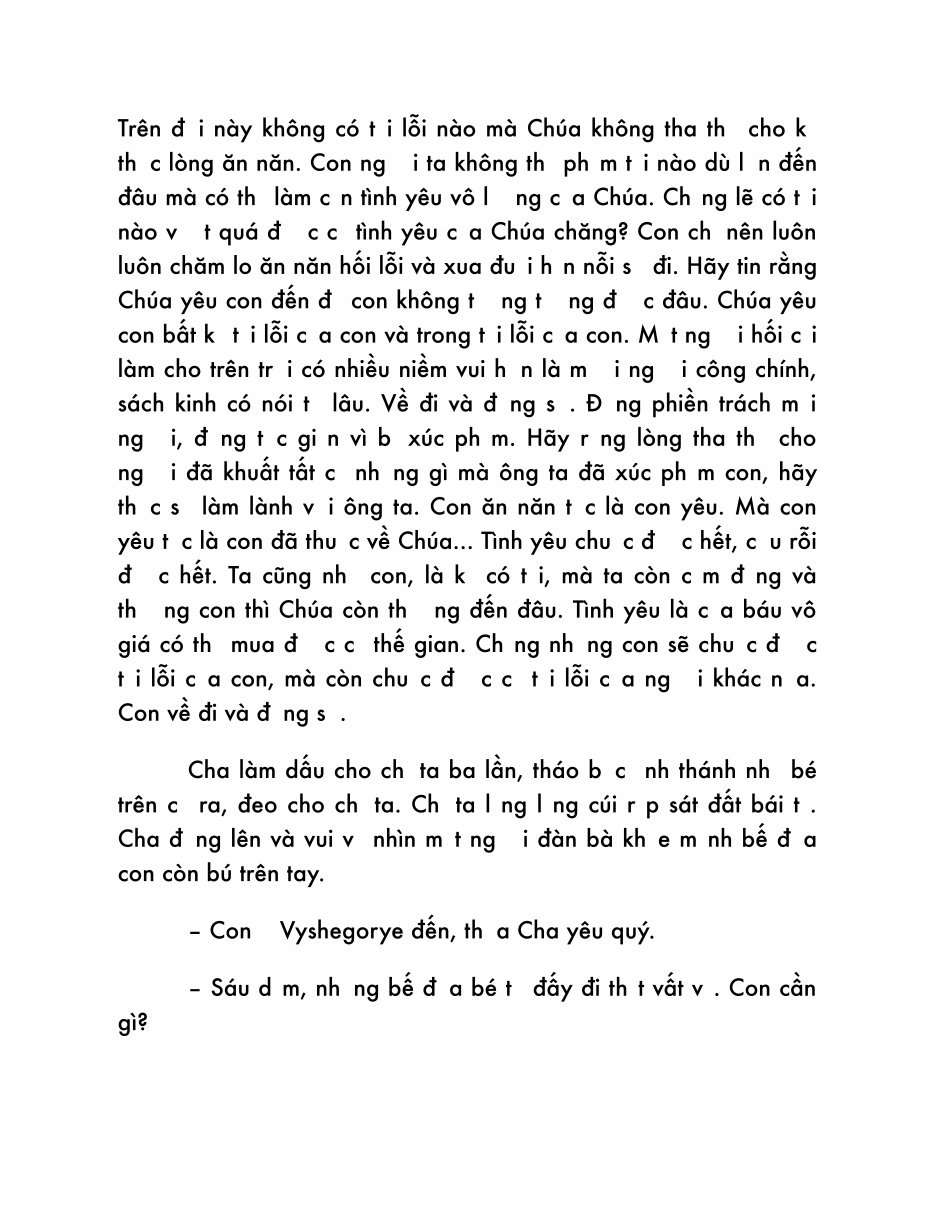 Trên đ i này không có t i lỗi nào mà Chúa không tha th cho k
th c lòng ăn năn. Con ng i ta không th ph m t i nào dù l n đến
đâu mà có th làm c n tình yêu vô l ng c a Chúa. Ch ng lẽ có t i
nào v t quá đ c c tình yêu c a Chúa chăng? Con ch nên luôn
luôn chăm lo ăn năn hối lỗi và xua đu i h n nỗi s đi. Hãy tin rằng
Chúa yêu con đến đ con không t ng t ng đ c đâu. Chúa yêu
con bất k t i lỗi c a con và trong t i lỗi c a con. M t ng i hối c i
làm cho trên tr i có nhiều niềm vui h n là m i ng i công chính,
sách kinh có nói t lâu. Về đi và đ ng s . Đ ng phiền trách m i
ng i, đ ng t c gi n vì b xúc ph m. Hãy r ng lòng tha th cho
ng i đã khuất tất c nh ng gì mà ông ta đã xúc ph m con, hãy
th c s làm lành v i ông ta. Con ăn năn t c là con yêu. Mà con
yêu t c là con đã thu c về Chúa... Tình yêu chu c đ c hết, c u rỗi
đ c hết. Ta cũng nh con, là k có t i, mà ta còn c m đ ng và
th ng con thì Chúa còn th ng đến đâu. Tình yêu là c a báu vô
giá có th mua đ c c thế gian. Ch ng nh ng con sẽ chu c đ c
t i lỗi c a con, mà còn chu c đ c c t i lỗi c a ng i khác n a.
Con về đi và đ ng s .
Cha làm dấu cho ch ta ba lần, tháo b c nh thánh nh bé
trên c ra, đeo cho ch ta. Ch ta l ng l ng cúi r p sát đất bái t .
Cha đ ng lên và vui v nhìn m t ng i đàn bà kh e m nh bế đ a
con còn bú trên tay.
– Con Vyshegorye đến, th a Cha yêu quý.
– Sáu d m, nh ng bế đ a bé t đấy đi th t vất v . Con cần
gì?